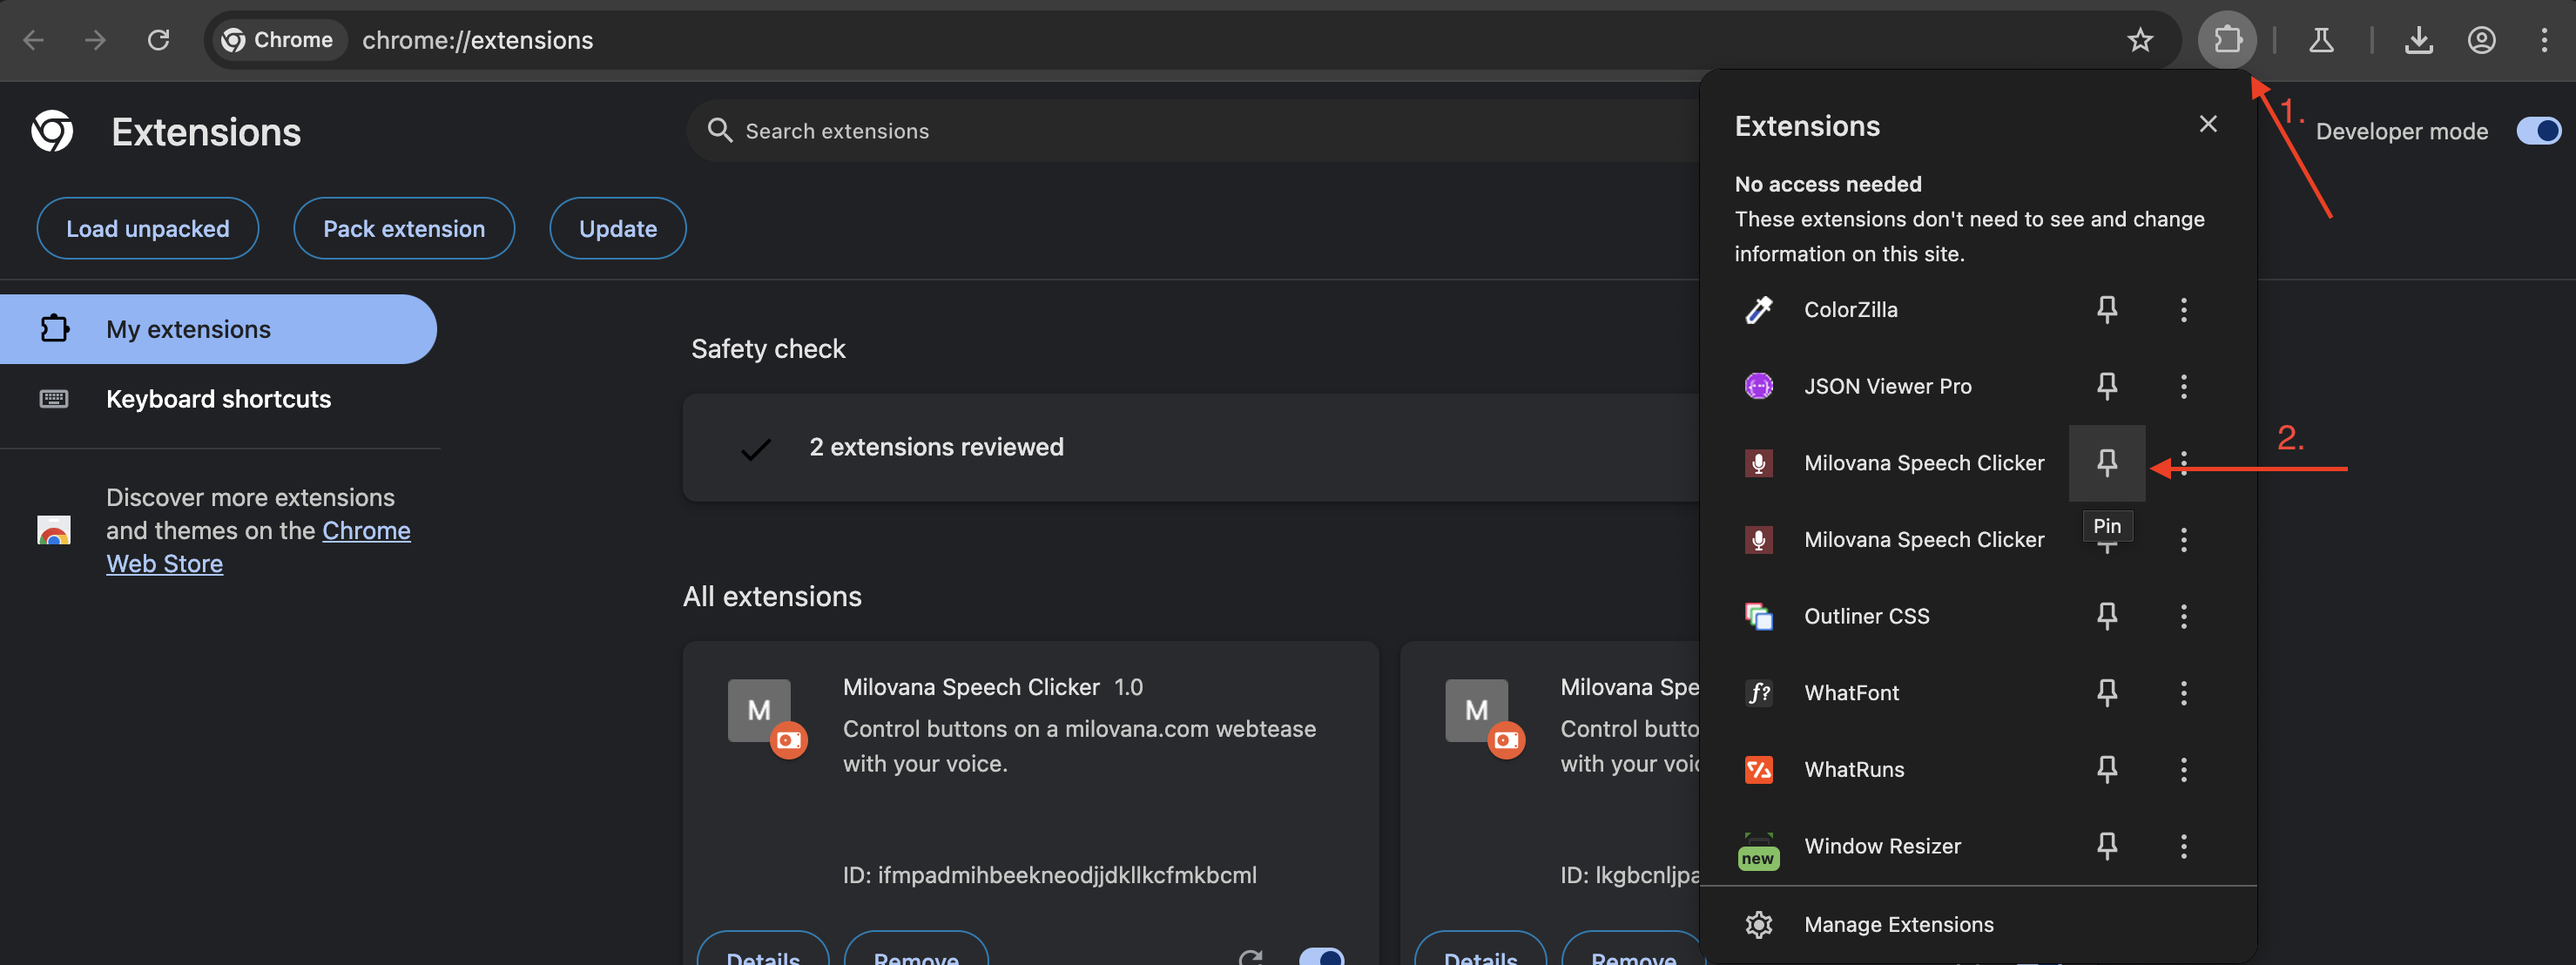 Chrome
chrome://extensions
Extensions
Search extensions
Developer mode
Load unpacked
Pack extension
Update
My extensions
Keyboard shortcuts
Discover more extensions
and themes on the Chrome
Web Store
Safety check
2 extensions reviewed
All extensions
M
Milovana Speech Clicker 1.0
Control buttons on a milovana.com webtease
with your voice.
ID: ifmpadmihbeekneodjjdkllkcfmkbcml
Details
Remove
M
Milovana Spe
Control butto
with your voic
ID: lkgbcnljpa
Details
Remove
Extensions
No access needed
These extensions don't need to see and change
information on this site.
ColorZilla
JSON Viewer Pro
Milovana Speech Clicker
Pin
Milovana Speech Clicker
Outliner CSS
f?
WhatFont
WhatRuns
new
Window Resizer
Manage Extensions
1.
2.